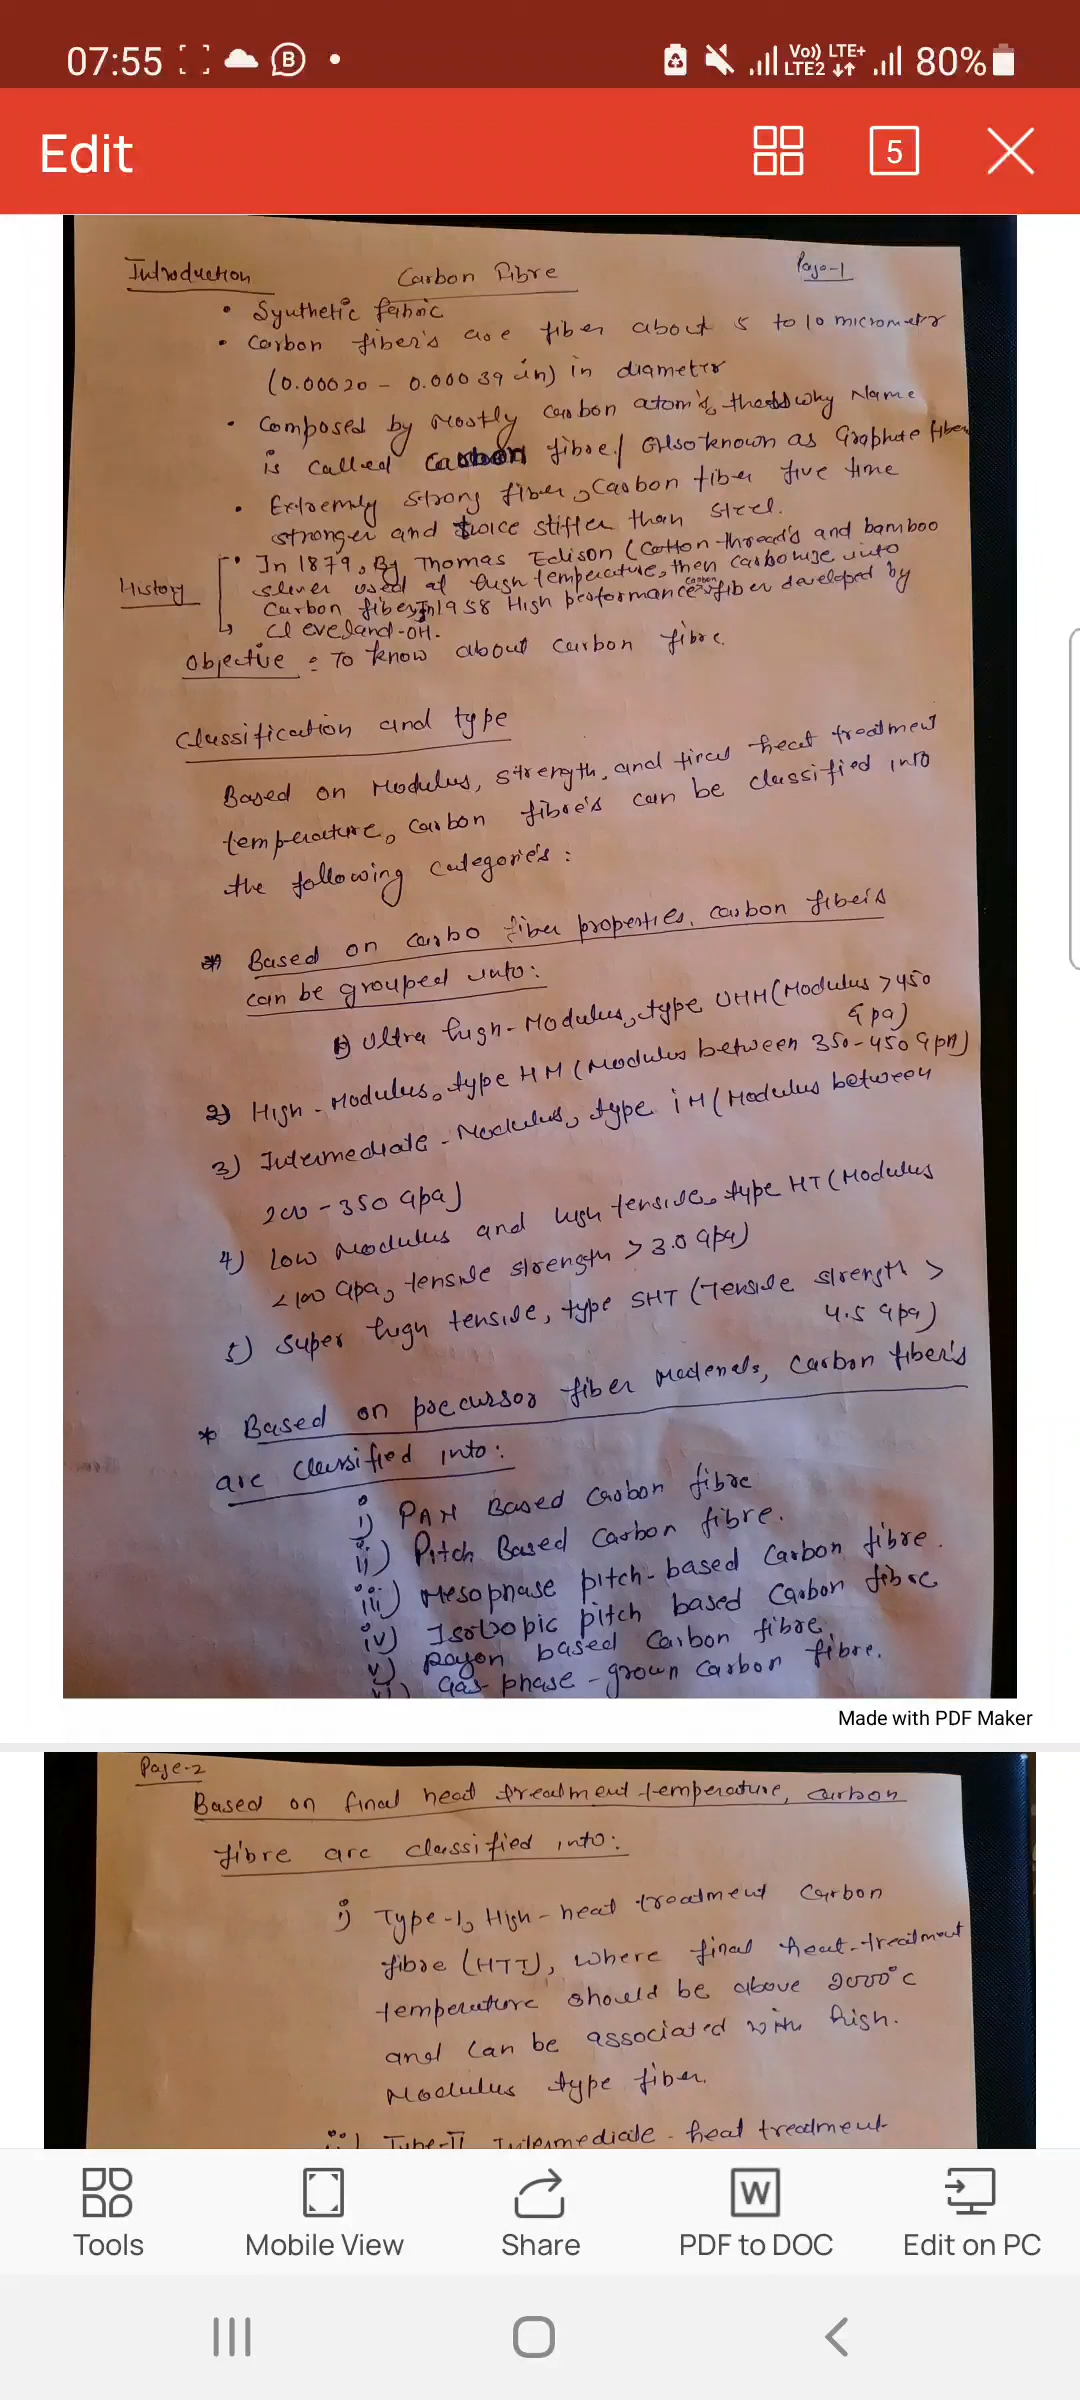 07:55 B 80%
Vo)) LTE+
LTE2
Edit 5
Introduction Carbon Fibre Page-1
• Synthetic fabric
• Carbon fiber's are fiber about 5 to 10 micrometr
(0.00020 - 0.00039 in) in diametrr
• Composed by Mostly carbon atom's, why Name
is called Carbon fibre/ Also known as Graphite fiber
• Extremly strong fiber, Carbon fiber five time
stronger and twice stiffer than steel.
• In 1879, By Thomas Edison (Cotton-thread's and bamboo
History sliver used at high temperature, then carbonize into
Carbon fiber, In 1958 High performance carbon fiber developed by
Cleveland-OH.
Objective : To know about carbon fibre.
Classification and type
Based on Modulus, strength, and final heat treatment
temperature, carbon fibre's can be classified into
the following categorie's :
* Based on carbo fiber properties, carbon fiber's
can be grouped into:
1) Ultra high-Modulus, type UHM (Modulus >450
Gpa)
2) High-Modulus, type HM (Modulus between 350-450 Gpa)
3) Intermediate-Modulus, type iM (Modulus between
200-350 Gpa)
4) Low Modulus and high tensile, type HT (Modulus
<100 Gpa, tensile strength > 3.0 Gpa)
5) Super high tensile, type SHT (Tensile strength >
4.5 Gpa)
* Based on precursor fiber Materials, Carbon fiber's
are classified into:
i) PAN Based Carbon fibre
ii) Pitch Based Carbon fibre.
iii) Mesophase pitch-based Carbon fibre.
iv) Isotropic pitch based Carbon fibre
v) Rayon based Carbon fibre.
vi) Gas-phase-grown Carbon fibre.
Made with PDF Maker
Page-2
Based on final heat treatment temperature, carbon
fibre are classified into:
i) Type-I, High-heat treatment Carbon
fibre (HTT), where final heat-treatment
temperature should be above 2000°C
and can be associated with high.
Modulus type fiber.
ii) Type-II Intermediate-heat treatment
Tools Mobile View Share PDF to DOC Edit on PC
W